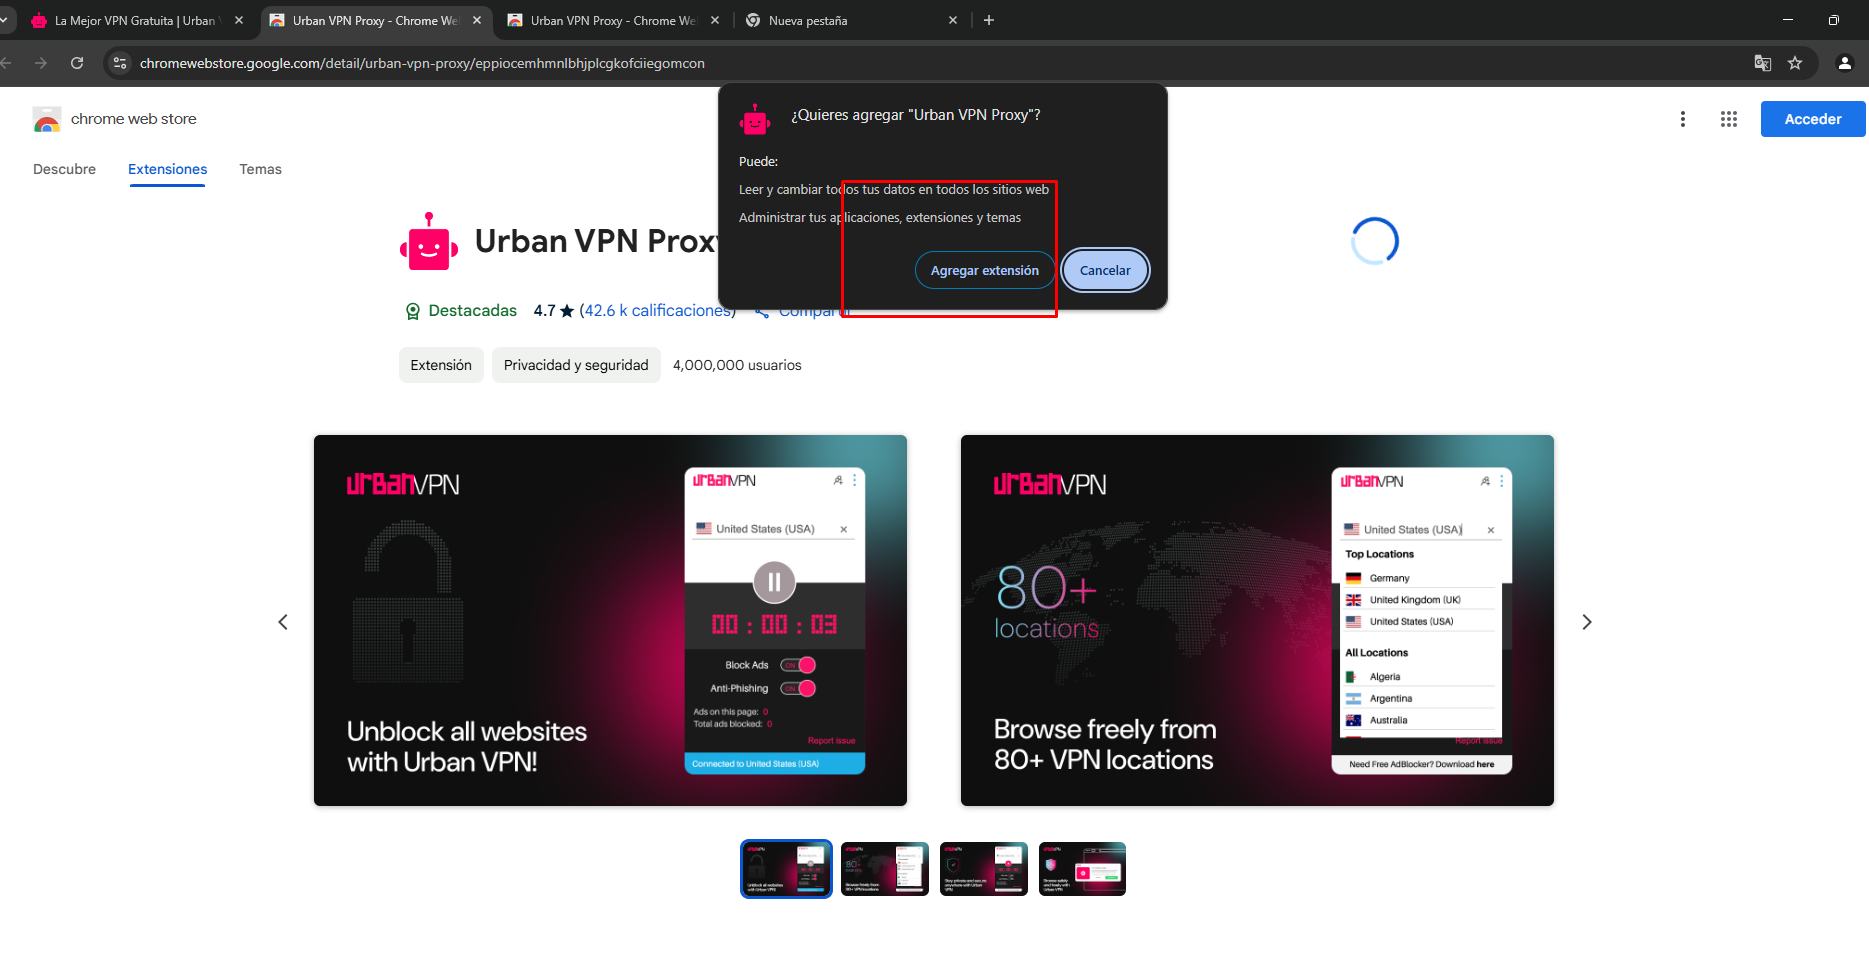 La Mejor VPN Gratuita | Urban V
Urban VPN Proxy - Chrome We
Urban VPN Proxy - Chrome We
Nueva pestaña
chromewebstore.google.com/detail/urban-vpn-proxy/eppiocemhmnlbhjplcgkofciiegomcon
chrome web store
Acceder
Descubre
Extensiones
Temas
¿Quieres agregar "Urban VPN Proxy"?
Puede:
Leer y cambiar todos tus datos en todos los sitios web
Administrar tus aplicaciones, extensiones y temas
Agregar extensión
Cancelar
Urban VPN Proxy
Destacadas
4.7 ★ (42.6 k calificaciones)
Compartir
Extensión
Privacidad y seguridad
4,000,000 usuarios
urbanVPN
urbanVPN
United States (USA)
00 : 00 : 03
Block Ads
ON
Anti-Phishing
ON
Ads on this page: 0
Total ads blocked: 0
Report issue
Connected to United States (USA)
Unblock all websites
with Urban VPN!
urbanVPN
80+
locations
Browse freely from
80+ VPN locations
urbanVPN
United States (USA)
Top Locations
Germany
United Kingdom (UK)
United States (USA)
All Locations
Algeria
Argentina
Australia
Report issue
Need Free AdBlocker? Download here